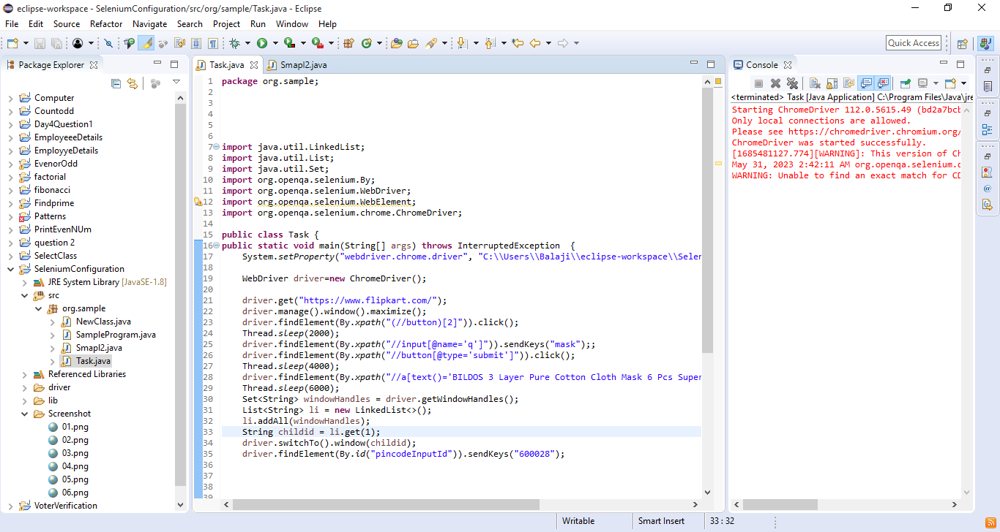 eclipse-workspace - SeleniumConfiguration/src/org/sample/Task.java - Eclipse
File Edit Source Refactor Navigate Search Project Run Window Help
Quick Access
Package Explorer
Computer
Countodd
Day4Question1
EmployeeeDetails
EmployyeDetails
EvenorOdd
factorial
fibonacci
Findprime
Patterns
PrintEvenNUm
question 2
SelectClass
SeleniumConfiguration
JRE System Library [JavaSE-1.8]
src
org.sample
NewClass.java
SampleProgram.java
Smapl2.java
Task.java
Referenced Libraries
driver
lib
Screenshot
01.png
02.png
03.png
04.png
05.png
06.png
VoterVerification
Task.java Smapl2.java
1 package org.sample;
2
3
4
5
6
7 import java.util.LinkedList;
8 import java.util.List;
9 import java.util.Set;
10 import org.openqa.selenium.By;
11 import org.openqa.selenium.WebDriver;
12 import org.openqa.selenium.WebElement;
13 import org.openqa.selenium.chrome.ChromeDriver;
14
15 public class Task {
16 public static void main(String[] args) throws InterruptedException {
17 System.setProperty("webdriver.chrome.driver", "C:\\Users\\Balaji\\eclipse-workspace\\Selen
18
19 WebDriver driver=new ChromeDriver();
20
21 driver.get("https://www.flipkart.com/");
22 driver.manage().window().maximize();
23 driver.findElement(By.xpath("(//button)[2]")).click();
24 Thread.sleep(2000);
25 driver.findElement(By.xpath("//input[@name='q']")).sendKeys("mask");;
26 driver.findElement(By.xpath("//button[@type='submit']")).click();
27 Thread.sleep(4000);
28 driver.findElement(By.xpath("//a[text()='BILDOS 3 Layer Pure Cotton Cloth Mask 6 Pcs Super
29 Thread.sleep(6000);
30 Set<String> windowHandles = driver.getWindowHandles();
31 List<String> li = new LinkedList<>();
32 li.addAll(windowHandles);
33 String childid = li.get(1);
34 driver.switchTo().window(childid);
35 driver.findElement(By.id("pincodeInputId")).sendKeys("600028");
36
37
38
39
Console
<terminated> Task [Java Application] C:\Program Files\Java\jre
Starting ChromeDriver 112.0.5615.49 (bd2a7bcb
Only local connections are allowed.
Please see https://chromedriver.chromium.org/
ChromeDriver was started successfully.
[1685481127.774][WARNING]: This version of Ch
May 31, 2023 2:42:11 AM org.openqa.selenium.d
WARNING: Unable to find an exact match for CD
Writable Smart Insert 33 : 32